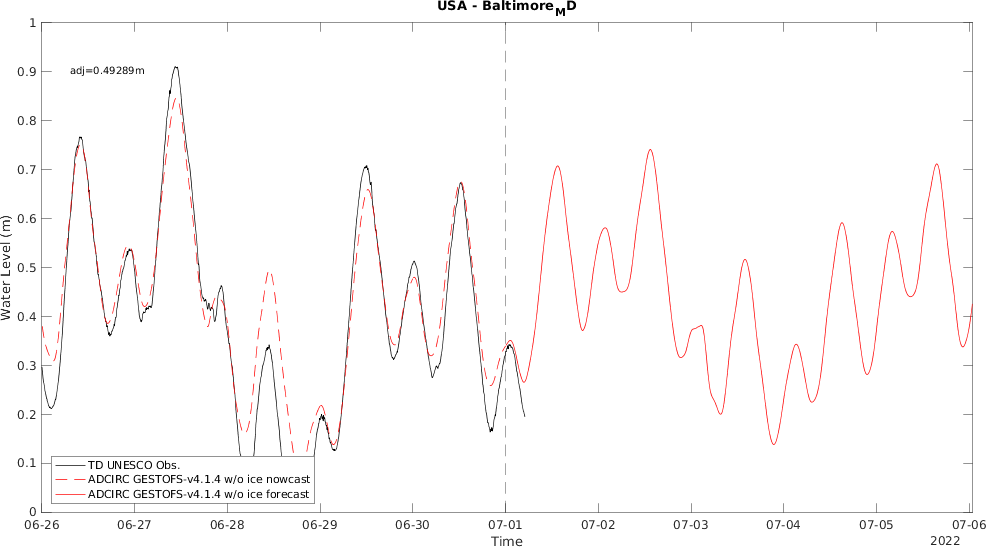 USA - Baltimore_MD
adj=0.49289m
Water Level (m)
1
0.9
0.8
0.7
0.6
0.5
0.4
0.3
0.2
0.1
0
TD UNESCO Obs.
ADCIRC GESTOFS-v4.1.4 w/o ice nowcast
ADCIRC GESTOFS-v4.1.4 w/o ice forecast
06-26 06-27 06-28 06-29 06-30 07-01 07-02 07-03 07-04 07-05 07-06
Time
2022